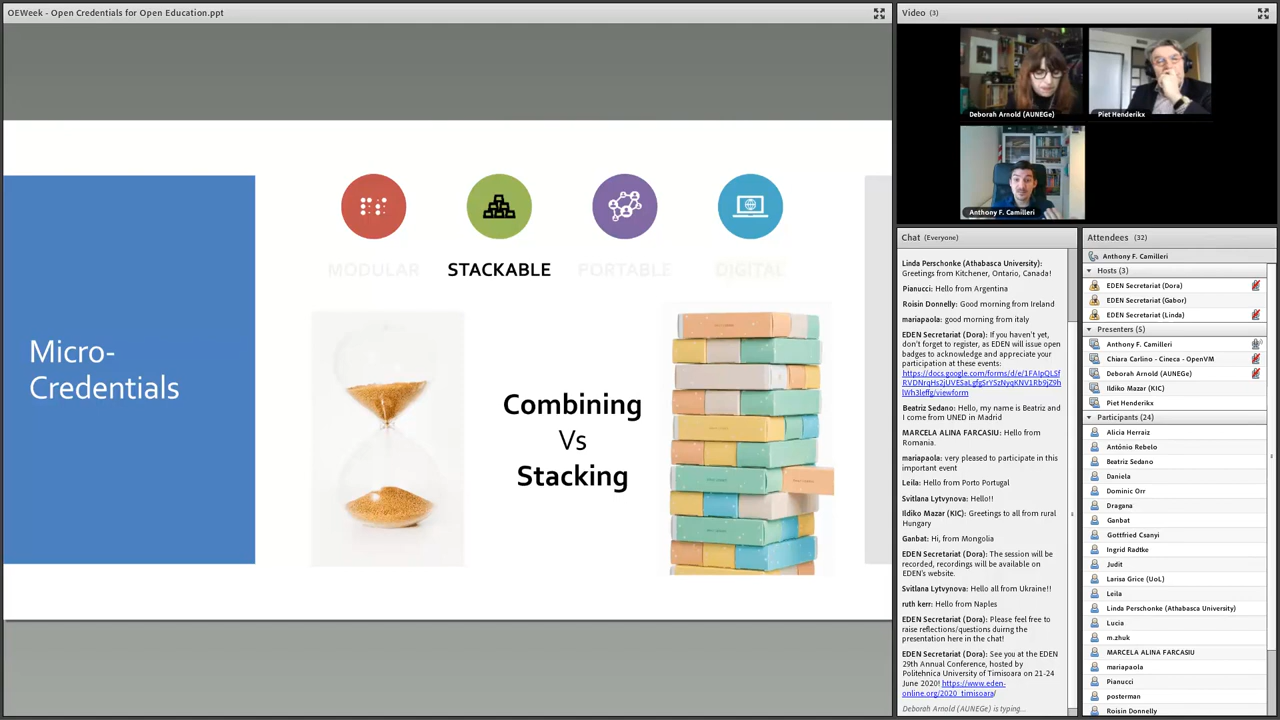 OEWeek - Open Credentials for Open Education.ppt
MODULAR
STACKABLE
PORTABLE
DIGITAL
Micro-
Credentials
Combining
Vs
Stacking
Video (3)
Deborah Arnold (AUNEGe)
Piet Henderikx
Anthony F. Camilleri
Chat (Everyone)
Linda Perschonke (Athabasca University):
Greetings from Kitchener, Ontario, Canada!
Pianucci: Hello from Argentina
Roisin Donnelly: Good morning from Ireland
mariapaola: good morning from italy
EDEN Secretariat (Dora): If you haven't yet,
don't forget to register, as EDEN will issue open
badges to acknowledge and appreciate your
participation at these events:
Beatriz Sedano: Hello, my name is Beatriz and
I come from UNED in Madrid
MARCELA ALINA FARCASIU: Hello from
Romania.
mariapaola: very pleased to participate in this
important event
Leila: Hello from Porto Portugal
Svitlana Lytvynova: Hello!!
Ildiko Mazar (KIC): Greetings to all from rural
Hungary
Ganbat: Hi, from Mongolia
EDEN Secretariat (Dora): The session will be
recorded, recordings will be available on
EDEN's website.
Svitlana Lytvynova: Hello all from Ukraine!!
ruth kerr: Hello from Naples
EDEN Secretariat (Dora): Please feel free to
raise reflections/questions duirng the
presentation here in the chat!
EDEN Secretariat (Dora): See you at the EDEN
29th Annual Conference, hosted by
Politehnica University of Timisoara on 21-24
June 2020! https://www.eden-
online.org/2020_timisoara/
Deborah Arnold (AUNEGe) is typing...
Attendees (32)
Anthony F. Camilleri
Hosts (3)
EDEN Secretariat (Dora)
EDEN Secretariat (Gabor)
EDEN Secretariat (Linda)
Presenters (5)
Anthony F. Camilleri
Chiara Carlino - Cineca - OpenVM
Deborah Arnold (AUNEGe)
Ildiko Mazar (KIC)
Piet Henderikx
Participants (24)
Alicia Herraiz
António Rebelo
Beatriz Sedano
Daniela
Dominic Orr
Dragana
Ganbat
Gottfried Csanyi
Ingrid Radtke
Judit
Larisa Grice (UoL)
Leila
Linda Perschonke (Athabasca University)
Lucia
m.zhuk
MARCELA ALINA FARCASIU
mariapaola
Pianucci
posterman
Roisin Donnelly